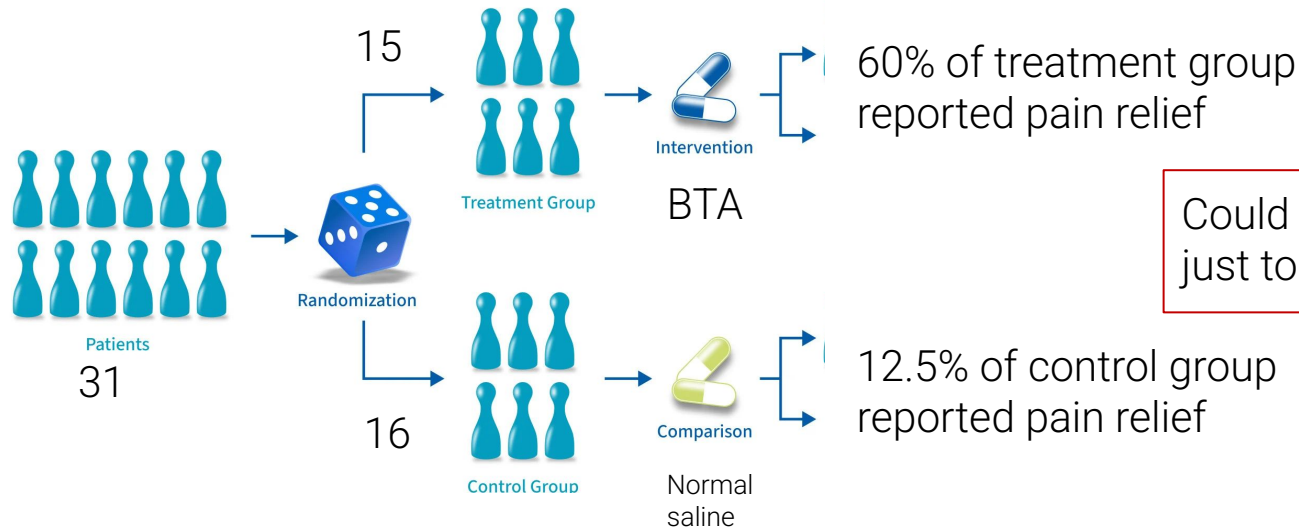 15
60% of treatment group
reported pain relief
Intervention
Treatment Group
BTA
Could
just to
Randomization
Patients
31
12.5% of control group
reported pain relief
16
Comparison
Control Group
Normal
saline